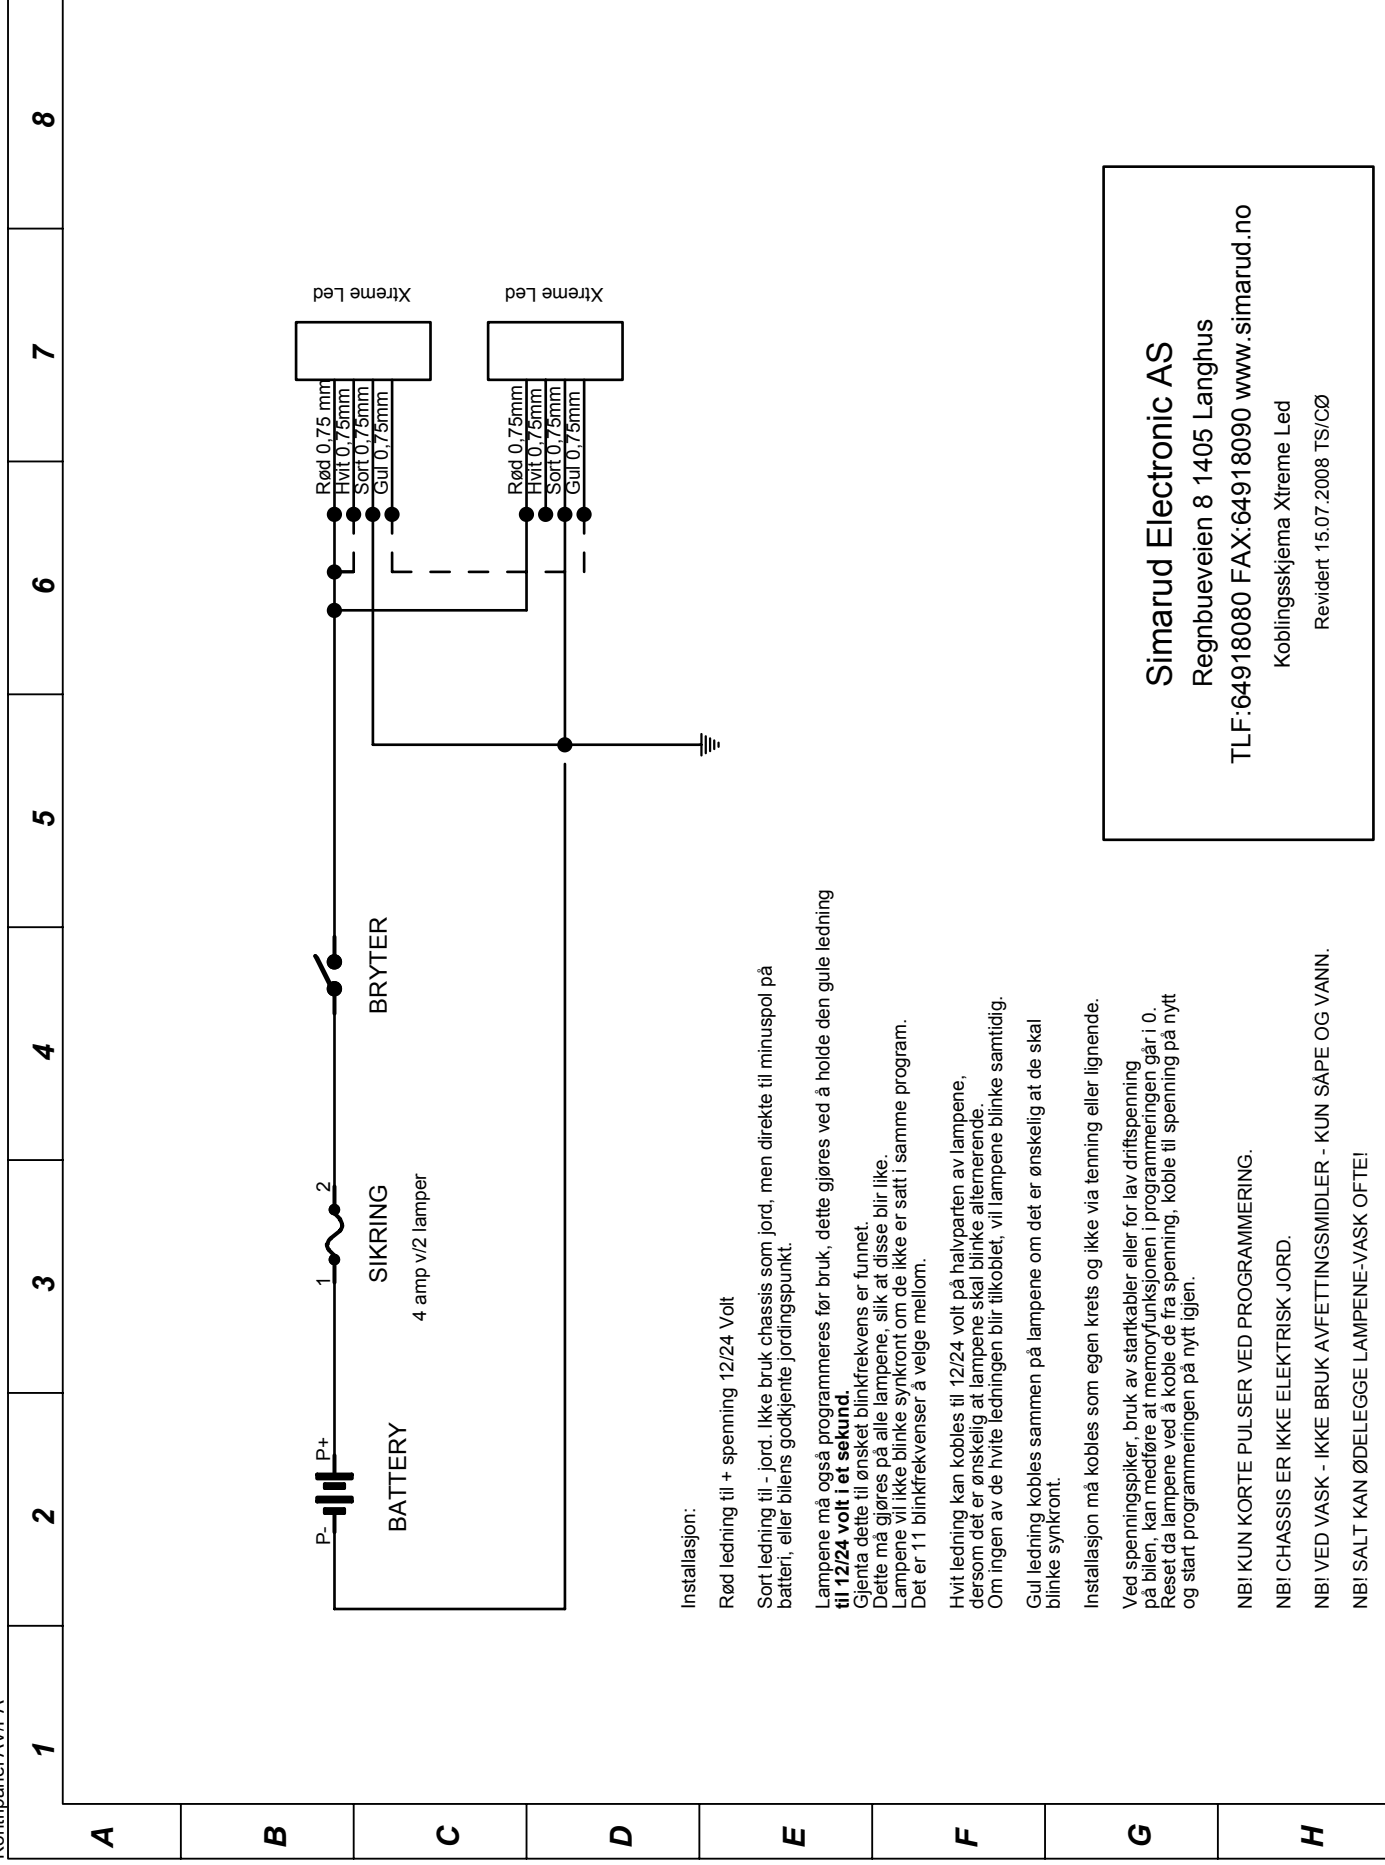 1 2 3 4 5 6 7 8
A
B
C
D
E
F
G
H
P- P+
BATTERY
1 2
SIKRING
4 amp v/2 lamper
BRYTER
Rød 0,75 mm
Hvit 0,75mm
Sort 0,75mm
Gul 0,75mm
Xtreme Led
Rød 0,75mm
Hvit 0,75mm
Sort 0,75mm
Gul 0,75mm
Xtreme Led
Installasjon:
Rød ledning til + spenning 12/24 Volt
Sort ledning til - jord. Ikke bruk chassis som jord, men direkte til minuspol på
batteri, eller bilens godkjente jordingspunkt.
Lampene må også programmeres før bruk, dette gjøres ved å holde den gule ledning
til 12/24 volt i et sekund.
Gjenta dette til ønsket blinkfrekvens er funnet.
Dette må gjøres på alle lampene, slik at disse blir like.
Lampene vil ikke blinke synkront om de ikke er satt i samme program.
Det er 11 blinkfrekvenser å velge mellom.
Hvit ledning kan kobles til 12/24 volt på halvparten av lampene,
dersom det er ønskelig at lampene skal blinke alternerende.
Om ingen av de hvite ledningen blir tilkoblet, vil lampene blinke samtidig.
Gul ledning kobles sammen på lampene om det er ønskelig at de skal
blinke synkront.
Installasjon må kobles som egen krets og ikke via tenning eller lignende.
Ved spenningspiker, bruk av startkabler eller for lav driftspenning
på bilen, kan medføre at memoryfunksjonen i programmeringen går i 0.
Reset da lampene ved å koble de fra spenning, koble til spenning på nytt
og start programmeringen på nytt igjen.
NB! KUN KORTE PULSER VED PROGRAMMERING.
NB! CHASSIS ER IKKE ELEKTRISK JORD.
NB! VED VASK - IKKE BRUK AVFETTINGSMIDLER - KUN SÅPE OG VANN.
NB! SALT KAN ØDELEGGE LAMPENE-VASK OFTE!
Simarud Electronic AS
Regnbueveien 8 1405 Langhus
TLF:64918080 FAX:64918090 www.simarud.no
Koblingsskjema Xtreme Led
Revidert 15.07.2008 TS/CØ